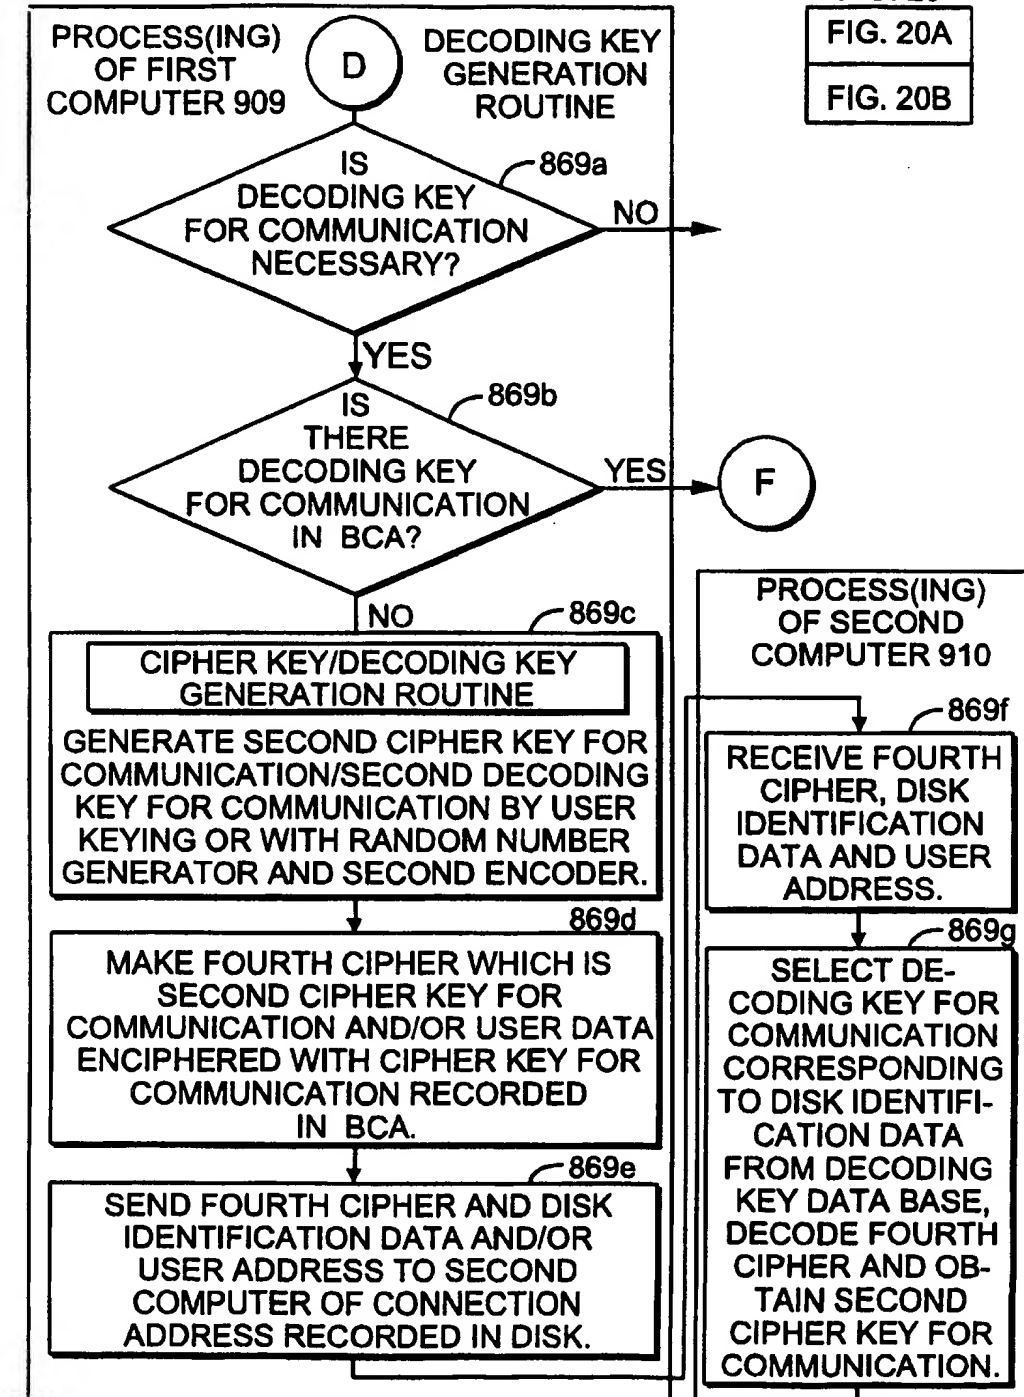 PROCESS(ING)
OF FIRST
COMPUTER 909
D
DECODING KEY
GENERATION
ROUTINE
FIG. 20A
FIG. 20B
IS
DECODING KEY
FOR COMMUNICATION
NECESSARY?
869a
NO
YES
IS
THERE
DECODING KEY
FOR COMMUNICATION
IN BCA?
869b
YES
F
NO
869c
CIPHER KEY/DECODING KEY
GENERATION ROUTINE
GENERATE SECOND CIPHER KEY FOR
COMMUNICATION/SECOND DECODING
KEY FOR COMMUNICATION BY USER
KEYING OR WITH RANDOM NUMBER
GENERATOR AND SECOND ENCODER.
869d
MAKE FOURTH CIPHER WHICH IS
SECOND CIPHER KEY FOR
COMMUNICATION AND/OR USER DATA
ENCIPHERED WITH CIPHER KEY FOR
COMMUNICATION RECORDED
IN BCA.
869e
SEND FOURTH CIPHER AND DISK
IDENTIFICATION DATA AND/OR
USER ADDRESS TO SECOND
COMPUTER OF CONNECTION
ADDRESS RECORDED IN DISK.
PROCESS(ING)
OF SECOND
COMPUTER 910
869f
RECEIVE FOURTH
CIPHER, DISK
IDENTIFICATION
DATA AND USER
ADDRESS.
869g
SELECT DE-
CODING KEY FOR
COMMUNICATION
CORRESPONDING
TO DISK IDENTIFI-
CATION DATA
FROM DECODING
KEY DATA BASE,
DECODE FOURTH
CIPHER AND OB-
TAIN SECOND
CIPHER KEY FOR
COMMUNICATION.